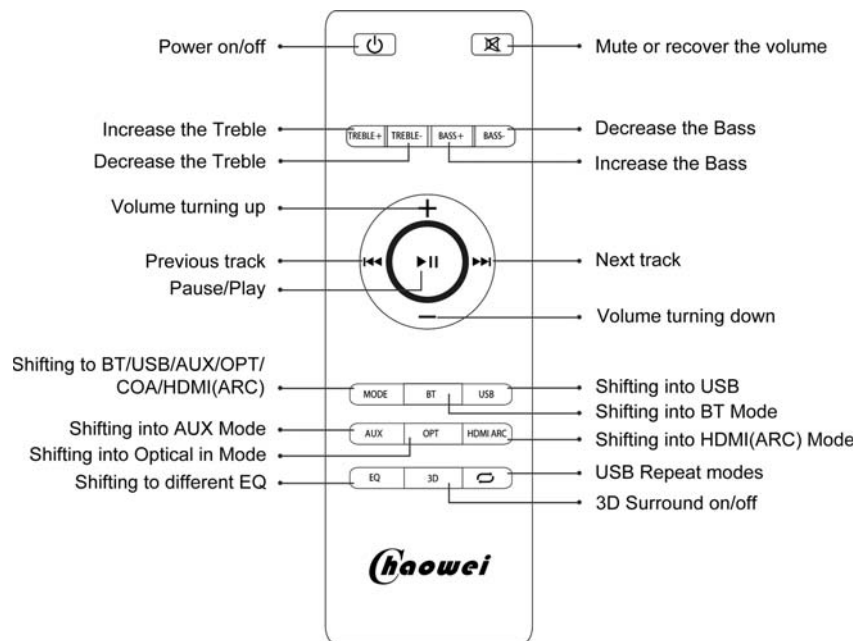 Power on/off
Mute or recover the volume
Increase the Treble
TREBLE+ TREBLE- BASS+ BASS-
Decrease the Bass
Decrease the Treble
Increase the Bass
Volume turning up
Previous track
Next track
Pause/Play
Volume turning down
Shifting to BT/USB/AUX/OPT/
COA/HDMI(ARC)
MODE BT USB
Shifting into USB
Shifting into BT Mode
Shifting into AUX Mode
AUX OPT HDMI ARC
Shifting into HDMI(ARC) Mode
Shifting into Optical in Mode
Shifting to different EQ
EQ 3D
USB Repeat modes
3D Surround on/off
Chaowei